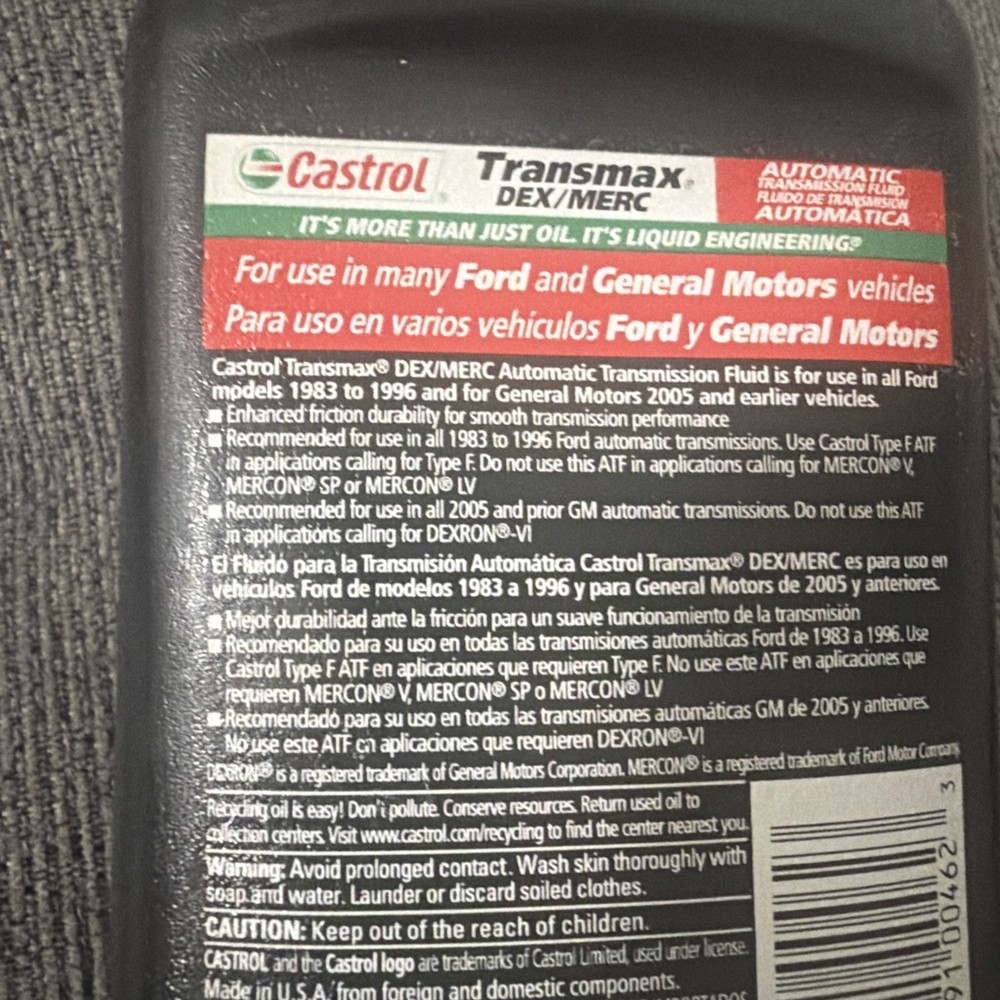 Castrol
Transmax®
DEX/MERC
AUTOMATIC
TRANSMISSION FLUID
FLUIDO DE TRANSMISIÓN
AUTOMÁTICA
IT'S MORE THAN JUST OIL. IT'S LIQUID ENGINEERING.®
For use in many Ford and General Motors vehicles
Para uso en varios vehículos Ford y General Motors
Castrol Transmax® DEX/MERC Automatic Transmission Fluid is for use in all Ford
models 1983 to 1996 and for General Motors 2005 and earlier vehicles.
■ Enhanced friction durability for smooth transmission performance
■ Recommended for use in all 1983 to 1996 Ford automatic transmissions. Use Castrol Type F ATF
in applications calling for Type F. Do not use this ATF in applications calling for MERCON® V,
MERCON® SP or MERCON® LV
■ Recommended for use in all 2005 and prior GM automatic transmissions. Do not use this ATF
in applications calling for DEXRON®-VI
El Fluido para la Transmisión Automática Castrol Transmax® DEX/MERC es para uso en
vehículos Ford de modelos 1983 a 1996 y para General Motors de 2005 y anteriores.
■ Mejor durabilidad ante la fricción para un suave funcionamiento de la transmisión
■ Recomendado para su uso en todas las transmisiones automáticas Ford de 1983 a 1996. Use
Castrol Type F ATF en aplicaciones que requieren Type F. No use este ATF en aplicaciones que
requieren MERCON® V, MERCON® SP o MERCON® LV
■ Recomendado para su uso en todas las transmisiones automáticas GM de 2005 y anteriores.
No use este ATF en aplicaciones que requieren DEXRON®-VI
DEXRON® is a registered trademark of General Motors Corporation. MERCON® is a registered trademark of Ford Motor Company
Recycling oil is easy! Don't pollute. Conserve resources. Return used oil to
collection centers. Visit www.castrol.com/recycling to find the center nearest you.
Warning: Avoid prolonged contact. Wash skin thoroughly with
soap and water. Launder or discard soiled clothes.
CAUTION: Keep out of the reach of children.
CASTROL and the Castrol logo are trademarks of Castrol Limited, used under license.
Made in U.S.A. from foreign and domestic components.
91 00462 3